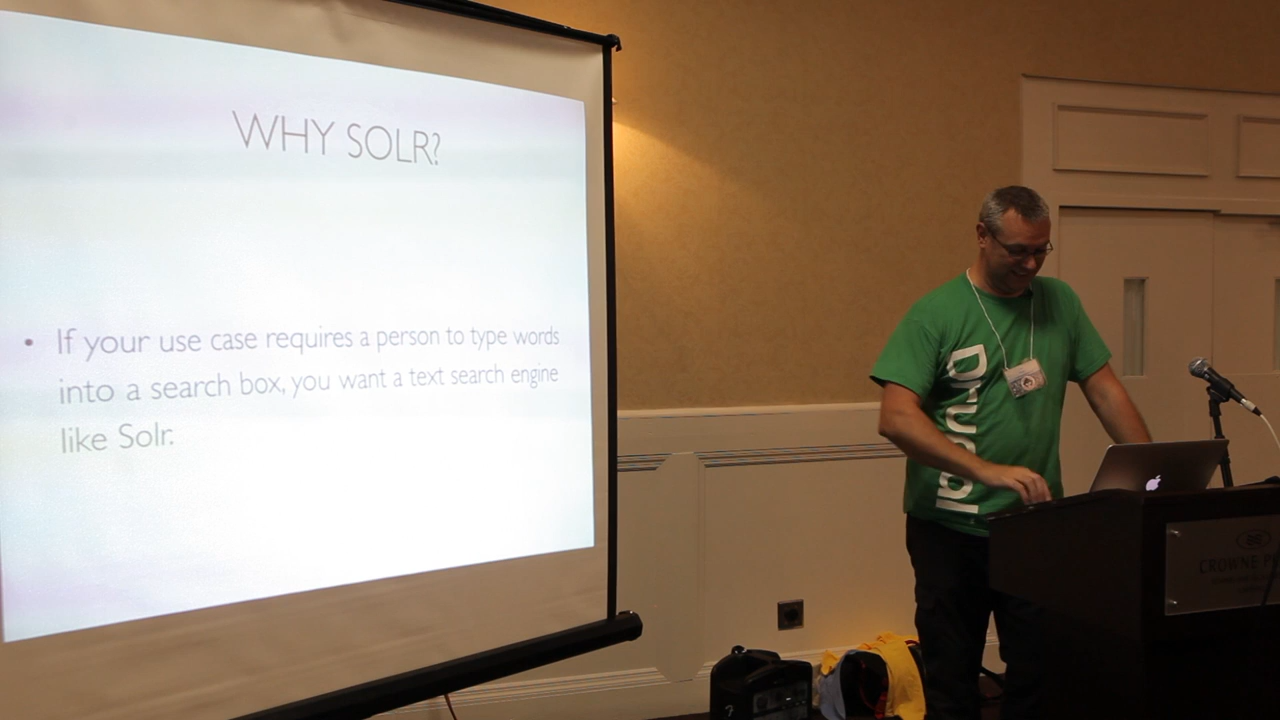 WHY SOLR?
• If your use case requires a person to type words
into a search box, you want a text search engine
like Solr.
Drupal
CROWNE